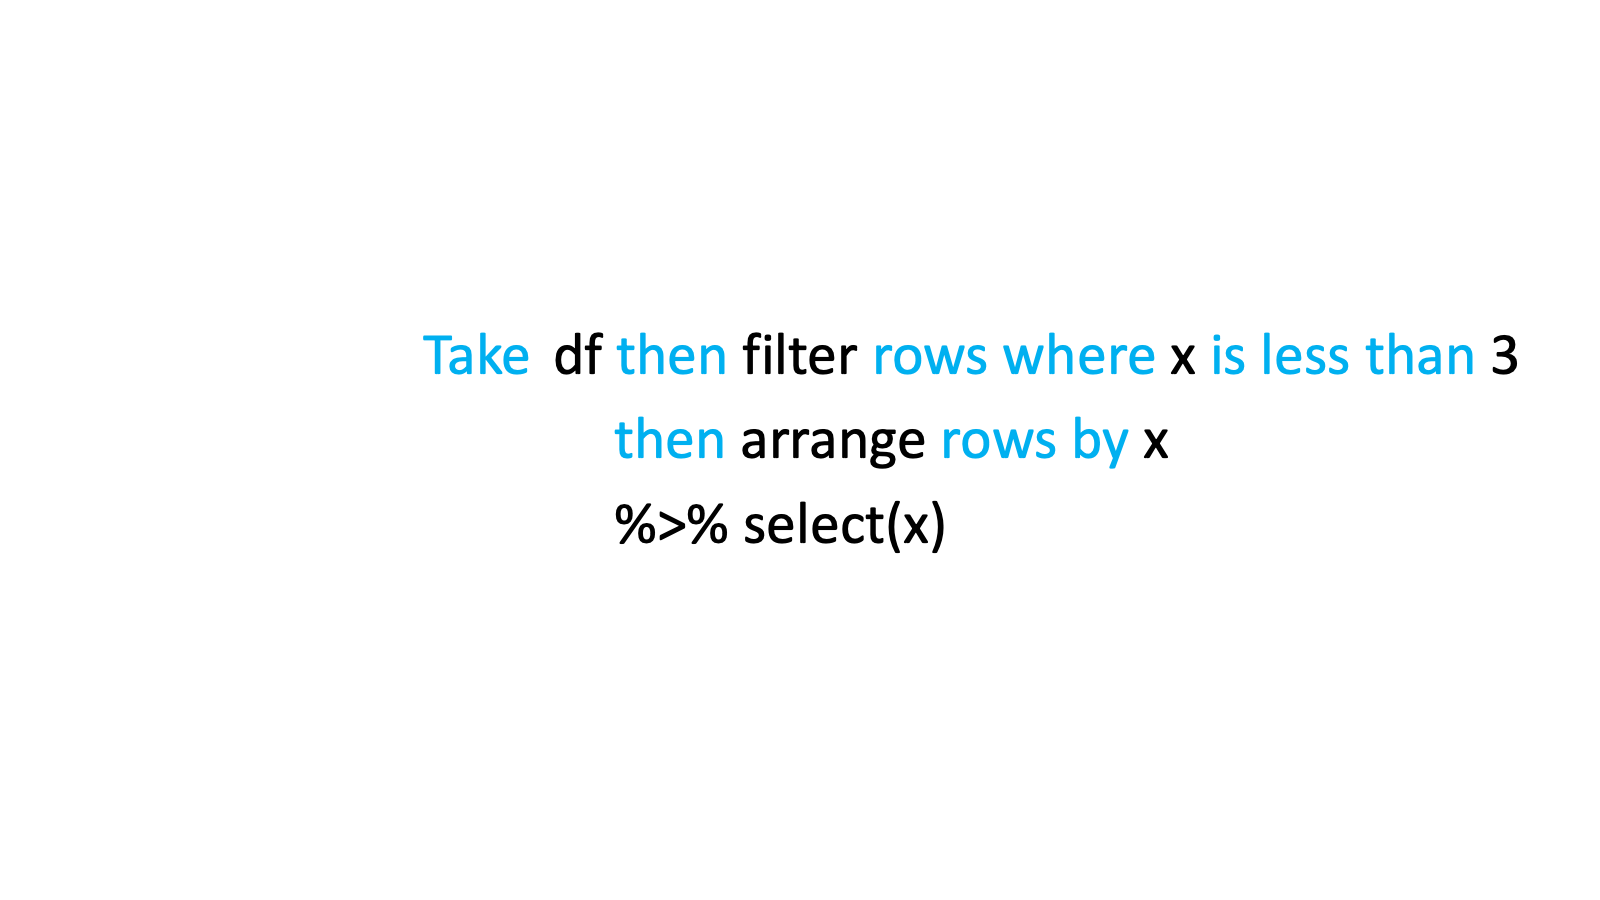 Take df then filter rows where x is less than 3
then arrange rows by x
%>% select(x)